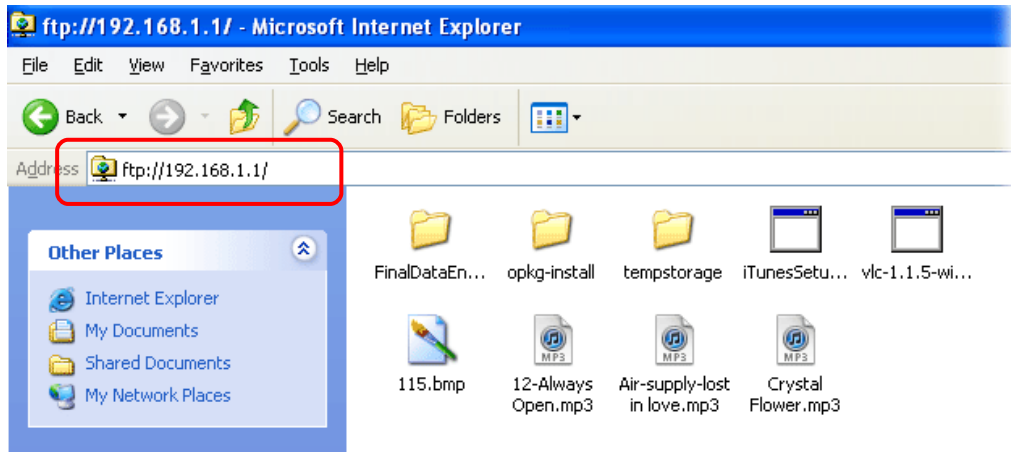 ftp://192.168.1.1/ - Microsoft Internet Explorer
File Edit View Favorites Tools Help
Back Search Folders
Address ftp://192.168.1.1/
Other Places
Internet Explorer
My Documents
Shared Documents
My Network Places
FinalDataEn... opkg-install tempstorage iTunesSetu... vlc-1.1.5-wi...
MP3 MP3 MP3
115.bmp 12-Always Air-supply-lost Crystal
Open.mp3 in love.mp3 Flower.mp3